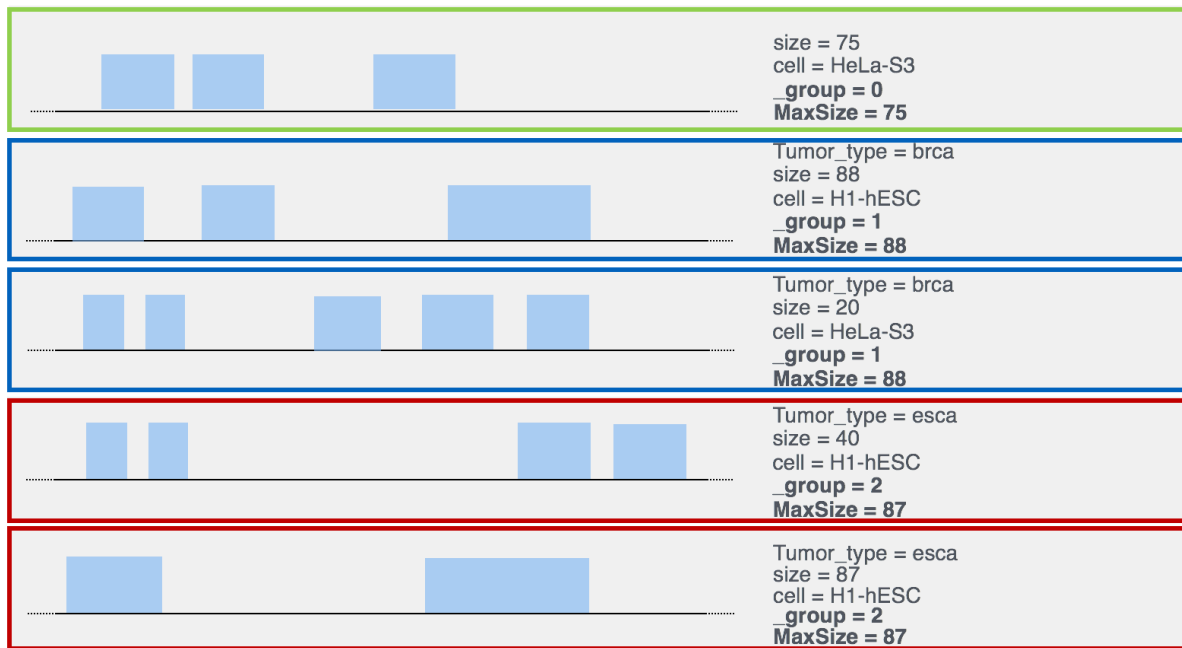 size = 75
cell = HeLa-S3
_group = 0
MaxSize = 75
Tumor_type = brca
size = 88
cell = H1-hESC
_group = 1
MaxSize = 88
Tumor_type = brca
size = 20
cell = HeLa-S3
_group = 1
MaxSize = 88
Tumor_type = esca
size = 40
cell = H1-hESC
_group = 2
MaxSize = 87
Tumor_type = esca
size = 87
cell = H1-hESC
_group = 2
MaxSize = 87